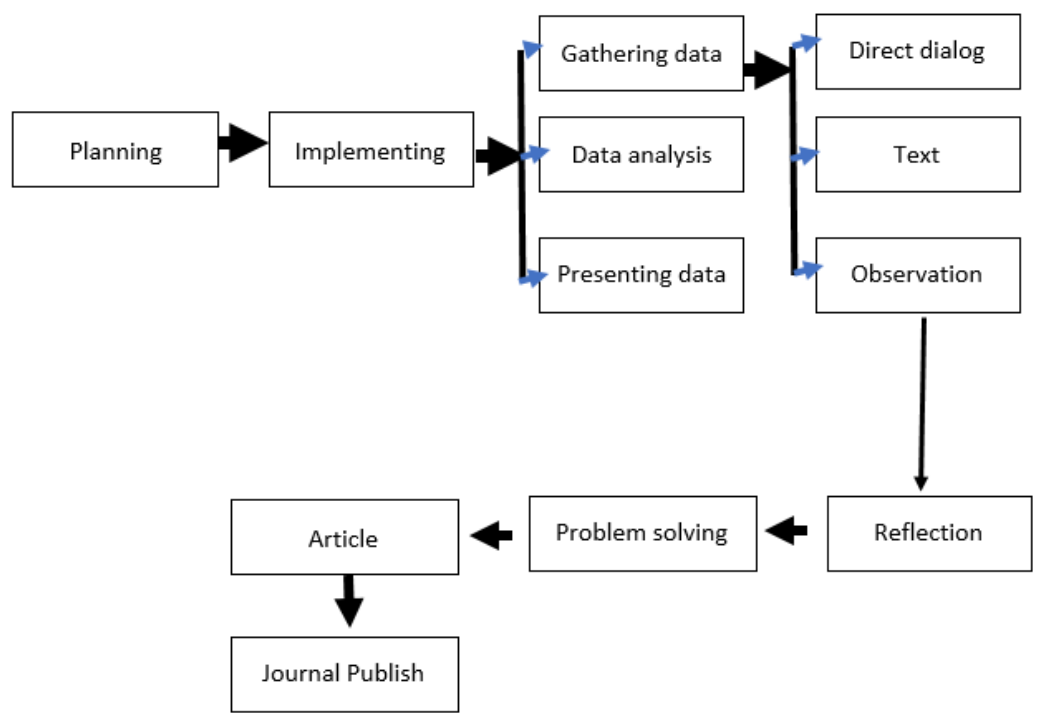 Planning
Implementing
Gathering data
Data analysis
Presenting data
Direct dialog
Text
Observation
Reflection
Problem solving
Article
Journal Publish